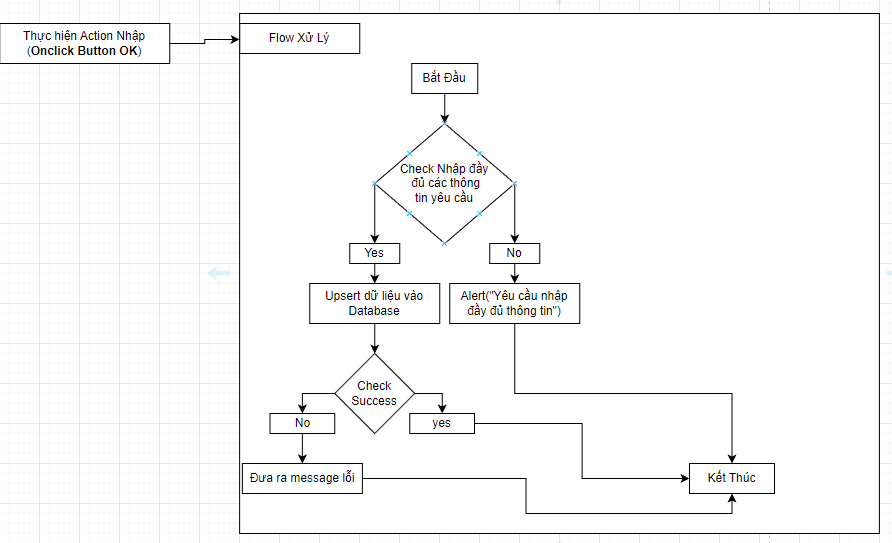 Thực hiện Action Nhập
(Onclick Button OK)
Flow Xử Lý
Bắt Đầu
Check Nhập đầy
đủ các thông
tin yêu cầu
Yes
No
Upsert dữ liệu vào
Database
Alert("Yêu cầu nhập
đầy đủ thông tin")
Check
Success
No
yes
Đưa ra message lỗi
Kết Thúc